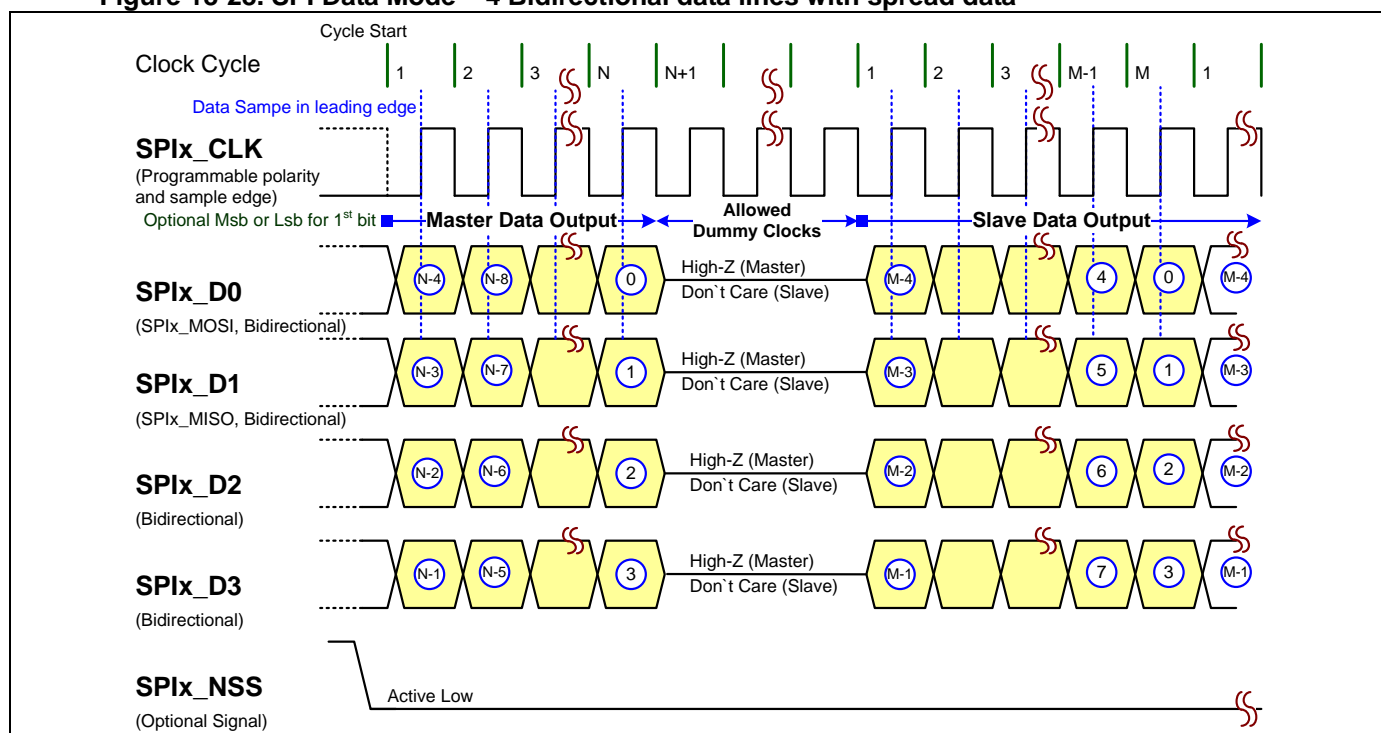 Figure 18-23. SPI Data Mode – 4 Bidirectional data lines with spread data
Cycle Start
Clock Cycle
1 2 3 N N+1 1 2 3 M-1 M 1
Data Sampe in leading edge
SPIx_CLK
(Programmable polarity
and sample edge)
Optional Msb or Lsb for 1st bit
Master Data Output
Allowed
Dummy Clocks
Slave Data Output
SPIx_D0
(SPIx_MOSI, Bidirectional)
N-4 N-8 0
High-Z (Master)
Don`t Care (Slave)
M-4 4 0 M-4
SPIx_D1
(SPIx_MISO, Bidirectional)
N-3 N-7 1
High-Z (Master)
Don`t Care (Slave)
M-3 5 1 M-3
SPIx_D2
(Bidirectional)
N-2 N-6 2
High-Z (Master)
Don`t Care (Slave)
M-2 6 2 M-2
SPIx_D3
(Bidirectional)
N-1 N-5 3
High-Z (Master)
Don`t Care (Slave)
M-1 7 3 M-1
SPIx_NSS
(Optional Signal)
Active Low